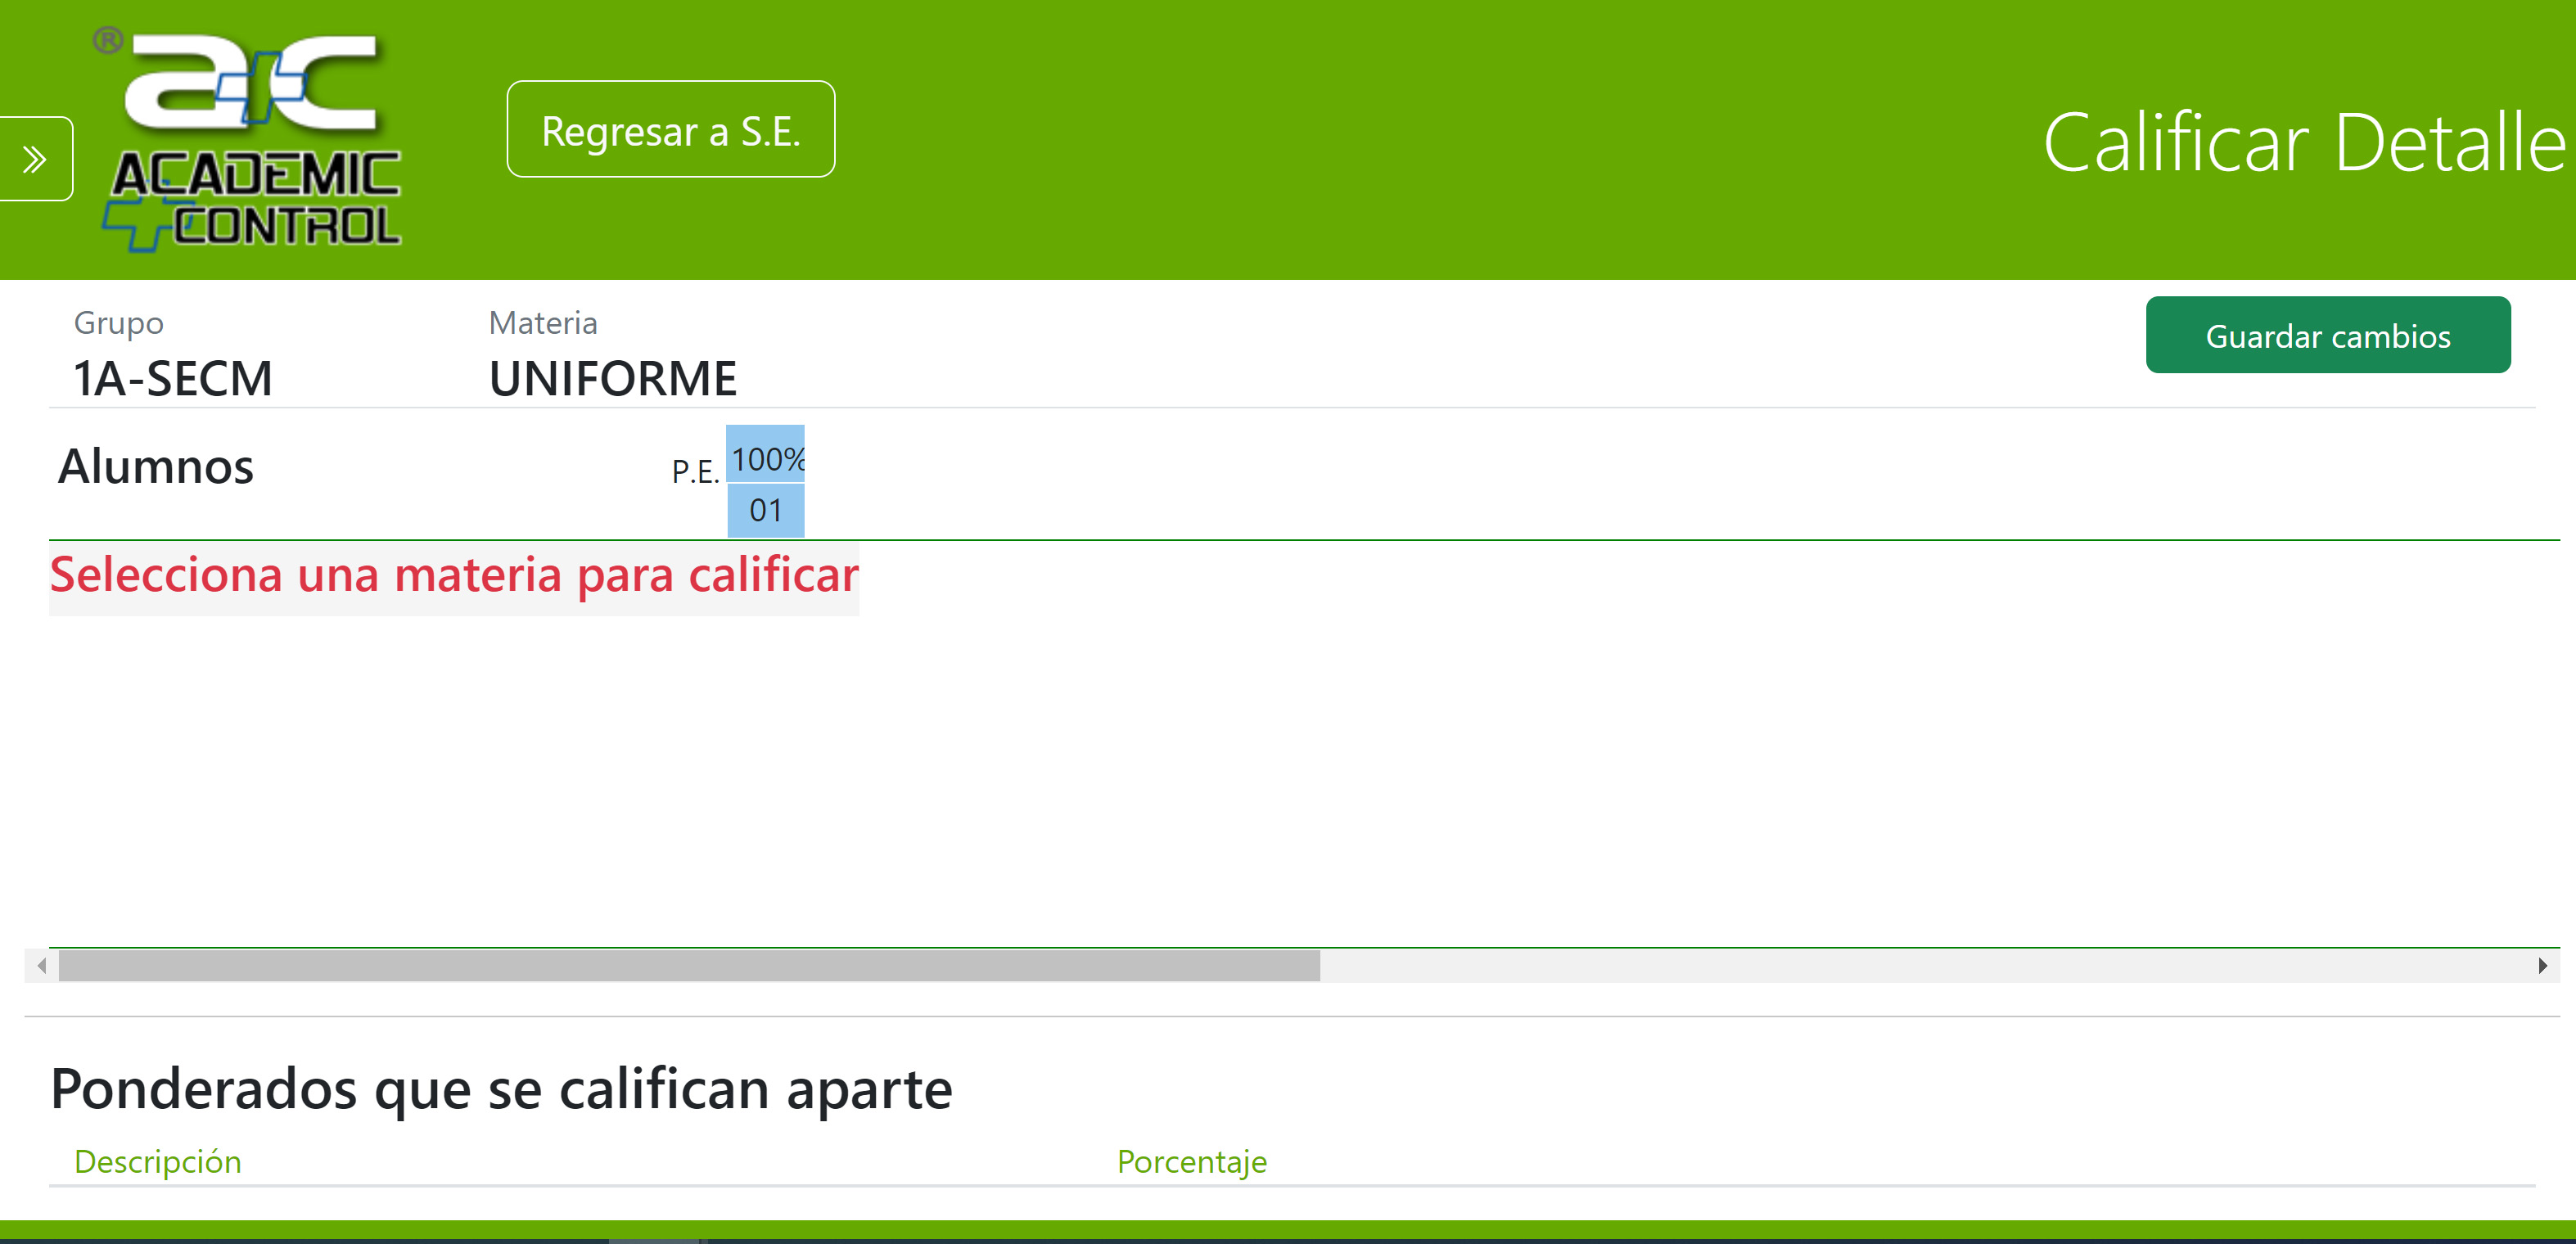 ® a+c
ACADEMIC
+CONTROL
Regresar a S.E.
Calificar Detalle
Grupo
Materia
Guardar cambios
1A-SECM
UNIFORME
Alumnos
P.E.
100%
01
Selecciona una materia para calificar
Ponderados que se califican aparte
Descripción
Porcentaje